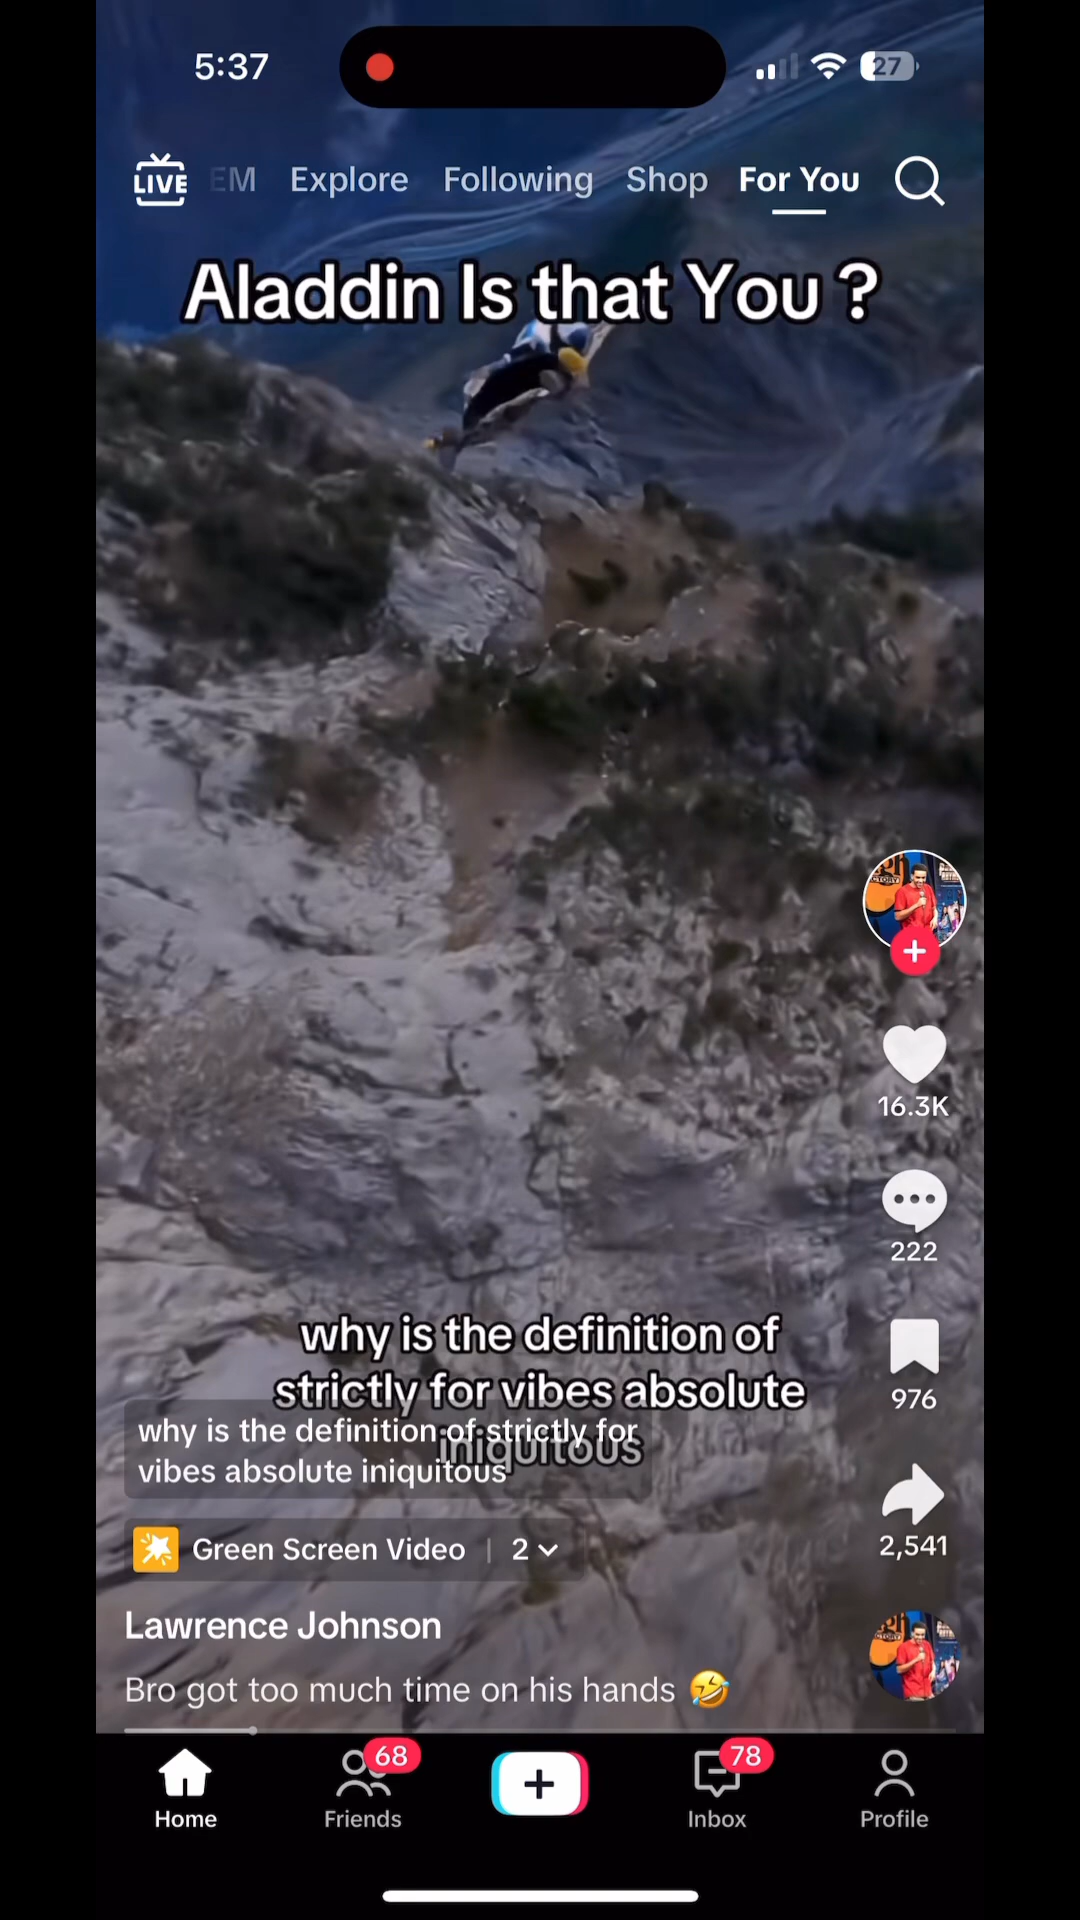 5:37
27
LIVE
EM Explore Following Shop For You
Aladdin Is that You ?
16.3K
222
why is the definition of
strictly for vibes absolute
iniquitous
976
why is the definition of strictly for
vibes absolute iniquitous
Green Screen Video | 2
2,541
Lawrence Johnson
Bro got too much time on his hands 🤣
68
78
Home Friends Inbox Profile